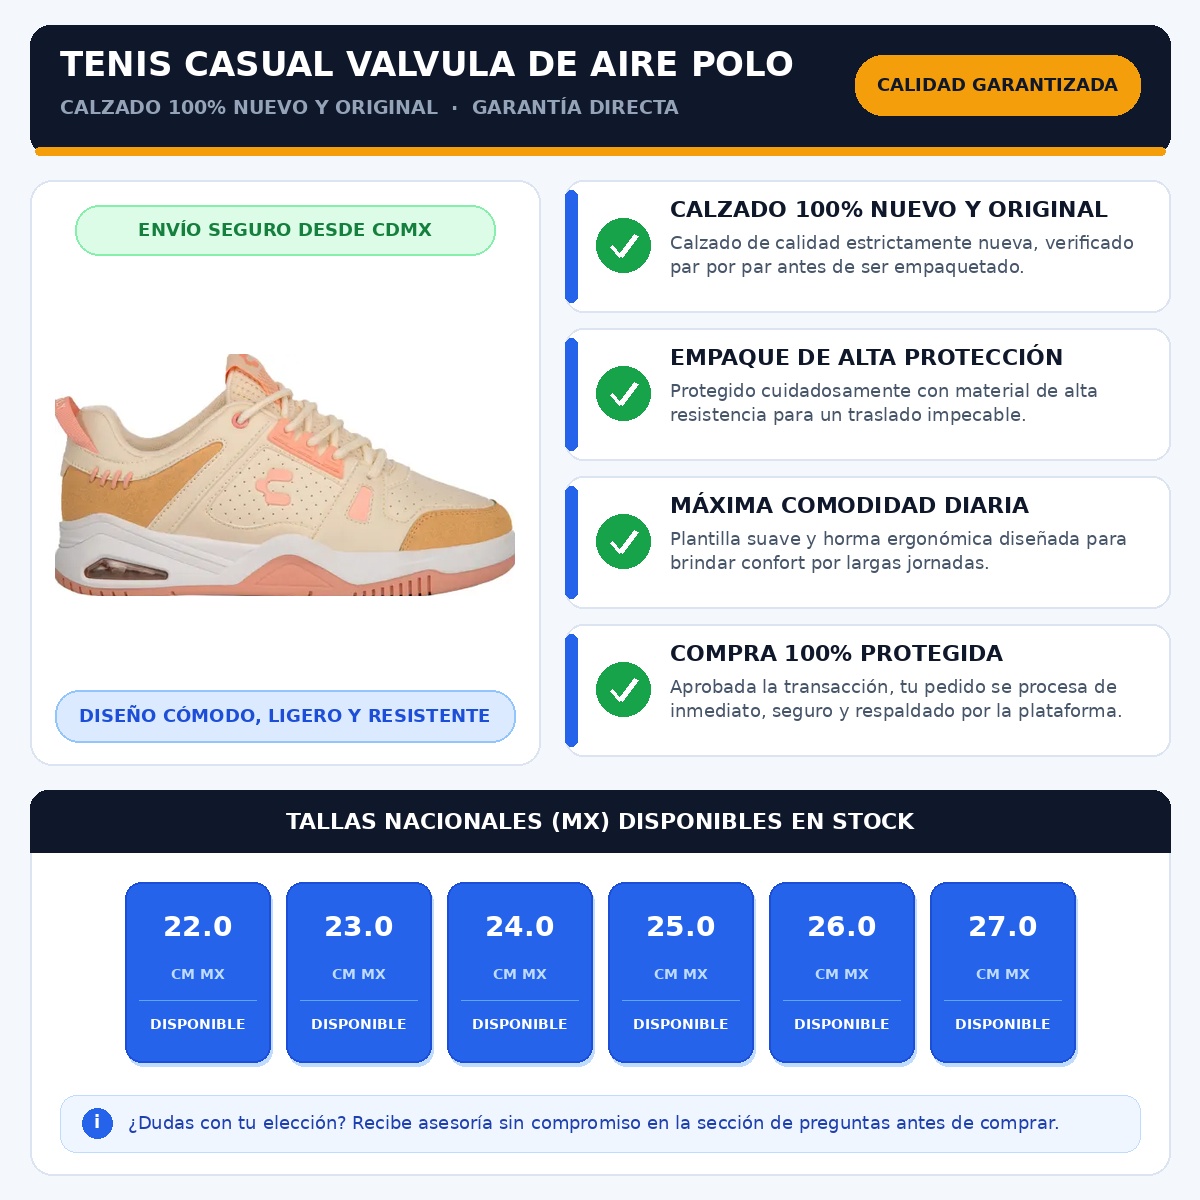 TENIS CASUAL VALVULA DE AIRE POLO
CALZADO 100% NUEVO Y ORIGINAL · GARANTÍA DIRECTA
CALIDAD GARANTIZADA
ENVÍO SEGURO DESDE CDMX
DISEÑO CÓMODO, LIGERO Y RESISTENTE
CALZADO 100% NUEVO Y ORIGINAL
Calzado de calidad estrictamente nueva, verificado
par por par antes de ser empaquetado.
EMPAQUE DE ALTA PROTECCIÓN
Protegido cuidadosamente con material de alta
resistencia para un traslado impecable.
MÁXIMA COMODIDAD DIARIA
Plantilla suave y horma ergonómica diseñada para
brindar confort por largas jornadas.
COMPRA 100% PROTEGIDA
Aprobada la transacción, tu pedido se procesa de
inmediato, seguro y respaldado por la plataforma.
TALLAS NACIONALES (MX) DISPONIBLES EN STOCK
22.0
CM MX
DISPONIBLE
23.0
CM MX
DISPONIBLE
24.0
CM MX
DISPONIBLE
25.0
CM MX
DISPONIBLE
26.0
CM MX
DISPONIBLE
27.0
CM MX
DISPONIBLE
i ¿Dudas con tu elección? Recibe asesoría sin compromiso en la sección de preguntas antes de comprar.